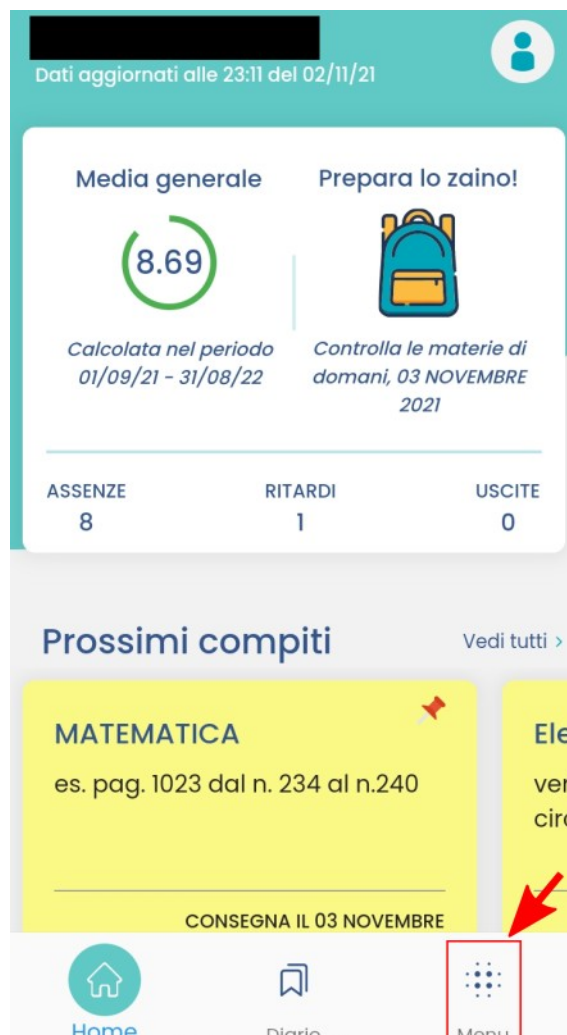 Dati aggiornati alle 23:11 del 02/11/21
Media generale
Prepara lo zaino!
8.69
Calcolata nel periodo
01/09/21 - 31/08/22
Controlla le materie di
domani, 03 NOVEMBRE
2021
ASSENZE
RITARDI
USCITE
8
1
0
Prossimi compiti
Vedi tutti >
MATEMATICA
es. pag. 1023 dal n. 234 al n.240
CONSEGNA IL 03 NOVEMBRE
Home
Diario
Menu